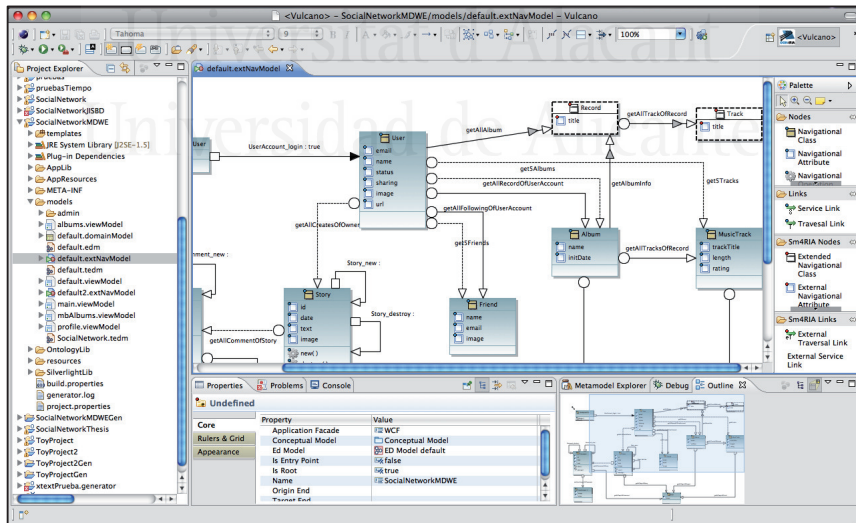 <Vulcano> - SocialNetworkMDWE/models/default.extNavModel - Vulcano
Universitat d'Alacant
Universidad de Alicante
Tahoma
9
100%
<Vulcano>
Project Explorer
pruebas
pruebasTiempo
SocialNetwork
SocialNetworkJISBD
SocialNetworkMDWE
templates
JRE System Library [J2SE-1.5]
Plug-in Dependencies
AppLib
AppResources
META-INF
models
admin
albums.viewModel
default.domainModel
default.edm
default.extNavModel
default.tedm
default.viewModel
default2.extNavModel
main.viewModel
mbAlbums.viewModel
profile.viewModel
SocialNetwork.tedm
OntologyLib
resources
SilverlightLib
build.properties
generator.log
project.properties
SocialNetworkMDWEGen
SocialNetworkThesis
ToyProject
ToyProject2
ToyProject2Gen
ToyProjectGen
xtextPrueba.generator
default.extNavModel
User
UserAccount_login : true
User
email
name
status
sharing
image
url
getAllAlbum
Record
title
getAllTrackOfRecord
Track
title
get5Albums
getAllRecordOfUserAccount
getAlbumInfo
get5Tracks
getAllFollowingOfUserAccount
getAllCreatesOfOwner
get5Friends
Album
name
initDate
getAllTracksOfRecord
MusicTrack
trackTitle
length
rating
mment_new :
Story_new :
Story
id
date
text
image
new( )
Story_destroy :
getAllCommentOfStory
Friend
name
email
image
Palette
Nodes
Navigational Class
Navigational Attribute
Navigational
Links
Service Link
Travesal Link
Sm4RIA Nodes
Extended Navigational Class
External Navigational Attribute
Sm4RIA Links
External Traversal Link
External Service Link
Properties
Problems
Console
Undefined
Core
Rulers & Grid
Appearance
Property Value
Application Facade WCF
Conceptual Model Conceptual Model
Ed Model ED Model default
Is Entry Point false
Is Root true
Name SocialNetworkMDWE
Origin End
Target End
Metamodel Explorer
Debug
Outline